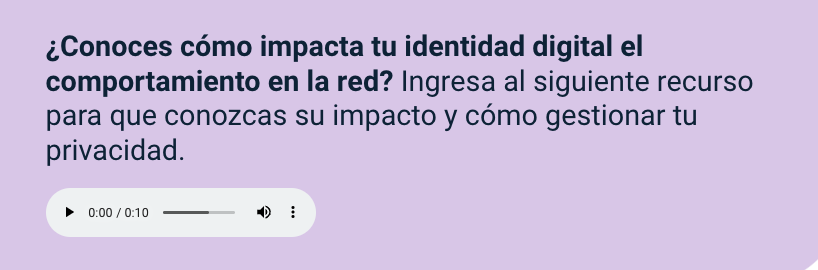 ¿Conoces cómo impacta tu identidad digital el
comportamiento en la red? Ingresa al siguiente recurso
para que conozcas su impacto y cómo gestionar tu
privacidad.
0:00 / 0:10